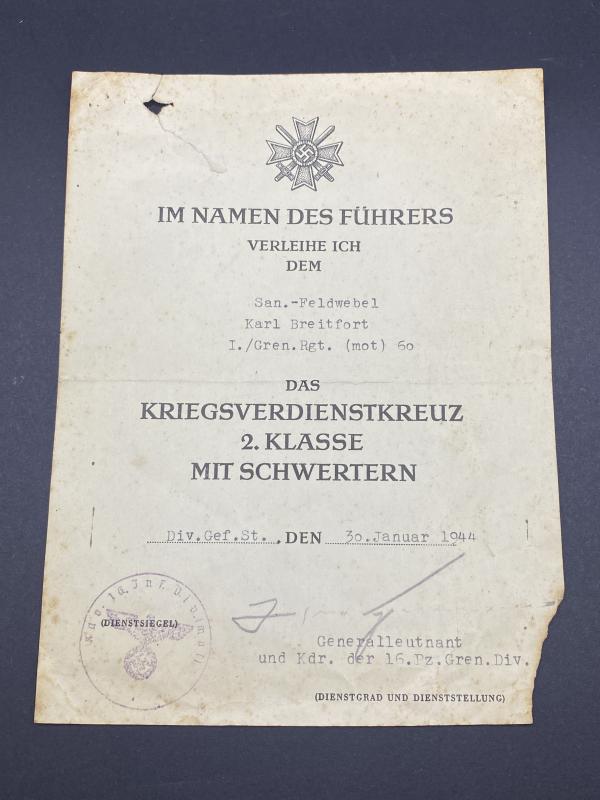 IM NAMEN DES FÜHRERS
VERLEIHE ICH
DEM
San.-Feldwebel
Karl Breitfort
I./Gren.Rgt. (mot) 60
DAS
KRIEGSVERDIENSTKREUZ
2. KLASSE
MIT SCHWERTERN
Div.Gef.St. , DEN 30.Januar 1944
(DIENSTSIEGEL)
Generalleutnant
und Kdr. der 16.Pz.Gren.Div.
(DIENSTGRAD UND DIENSTSTELLUNG)